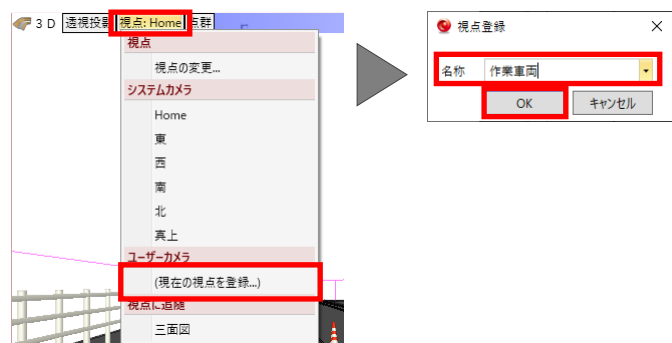 3 D 透視投影 視点: Home 点群
視点
視点の変更...
システムカメラ
Home
東
西
南
北
真上
ユーザーカメラ
(現在の視点を登録...)
視点に追随
三面図
視点登録
名称 作業車両
OK キャンセル